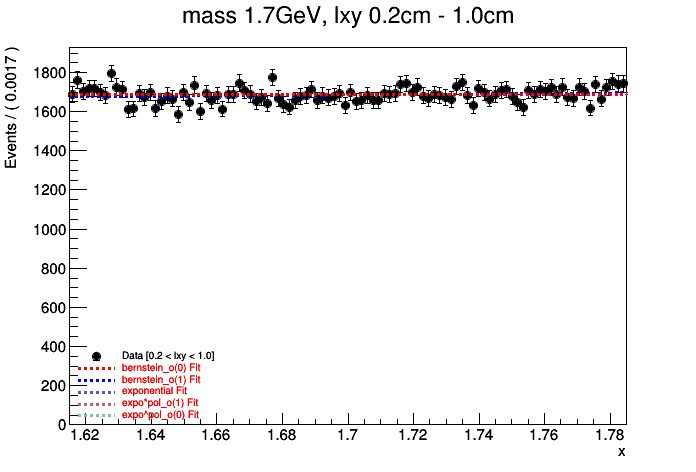 mass 1.7GeV, lxy 0.2cm - 1.0cm
Events / ( 0.0017 )
1800
1600
1400
1200
1000
800
600
400
200
0
Data [0.2 < lxy < 1.0]
bernstein_o(0) Fit
bernstein_o(1) Fit
exponential Fit
expo*pol_o(1) Fit
expo^pol_o(0) Fit
1.62 1.64 1.66 1.68 1.7 1.72 1.74 1.76 1.78
x